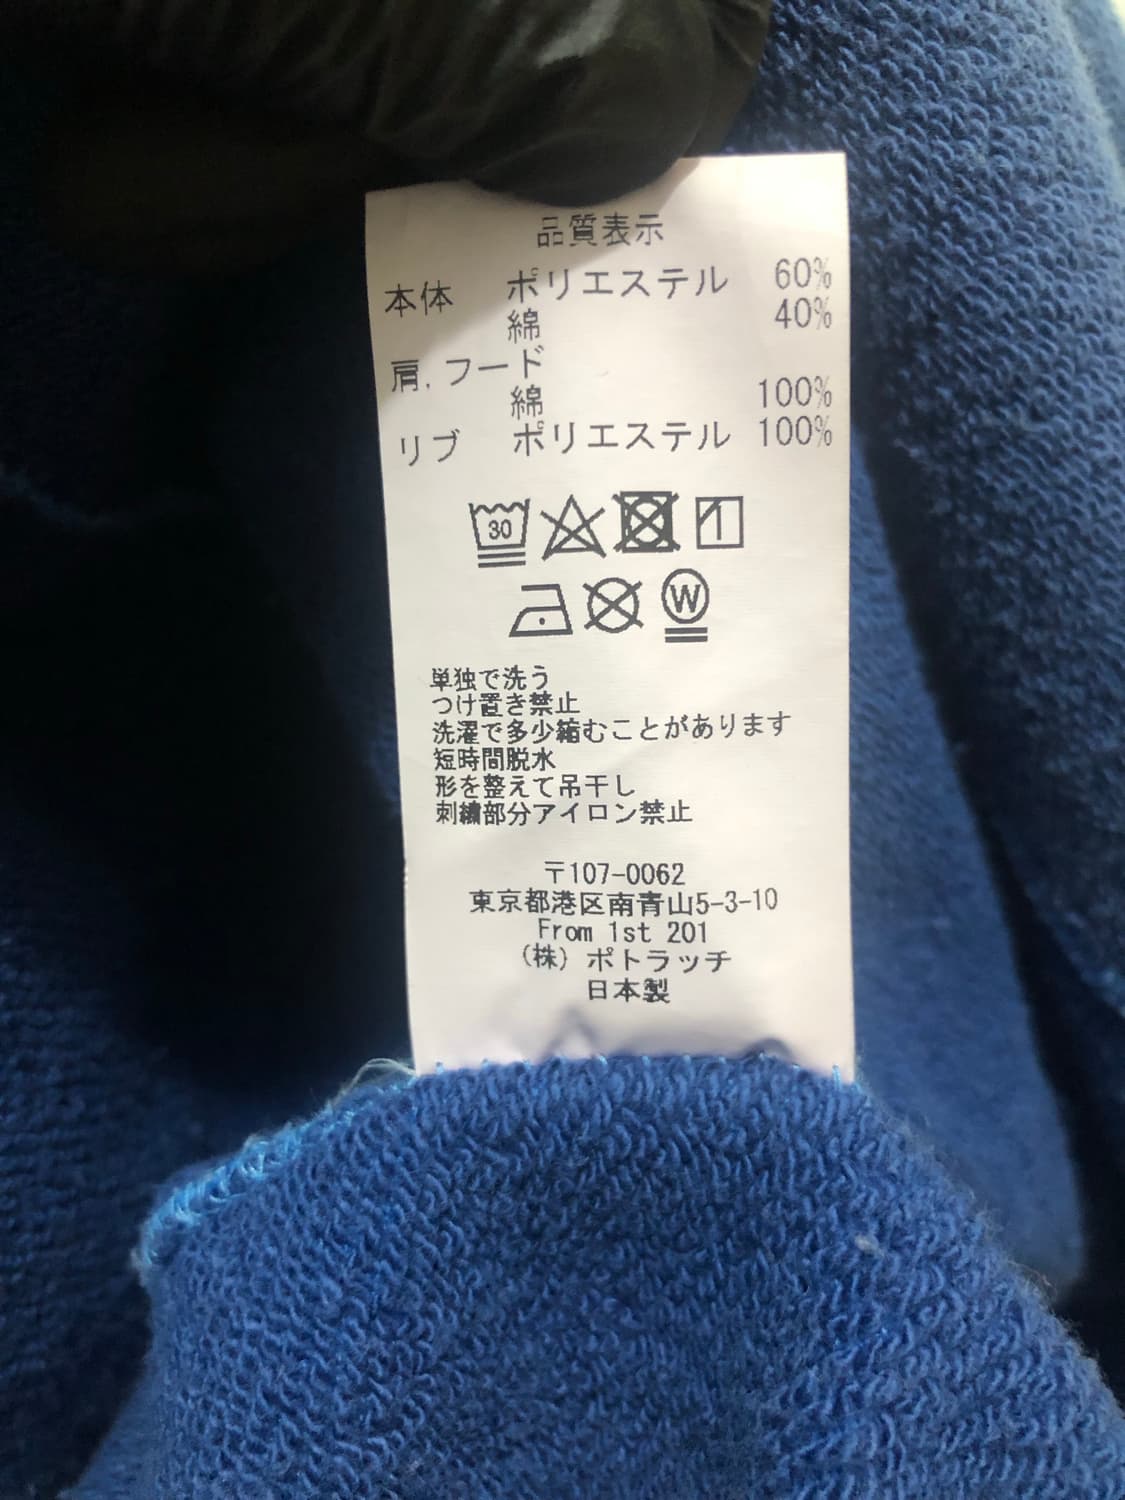 品質表示
本体 ポリエステル 60%
綿 40%
肩,フード
綿 100%
リブ ポリエステル 100%
30
W
単独で洗う
つけ置き禁止
洗濯で多少縮むことがあります
短時間脱水
形を整えて吊干し
刺繍部分アイロン禁止
〒107-0062
東京都港区南青山5-3-10
From 1st 201
(株)ポトラッチ
日本製